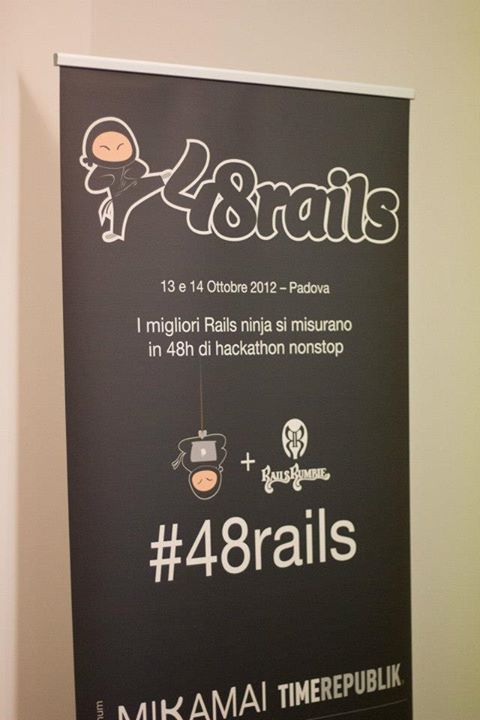 48rails
13 e 14 Ottobre 2012 – Padova
I migliori Rails ninja si misurano
in 48h di hackathon nonstop
+ RAILS RUMBLE
#48rails
MIKAMAI TIMEREPUBLIK